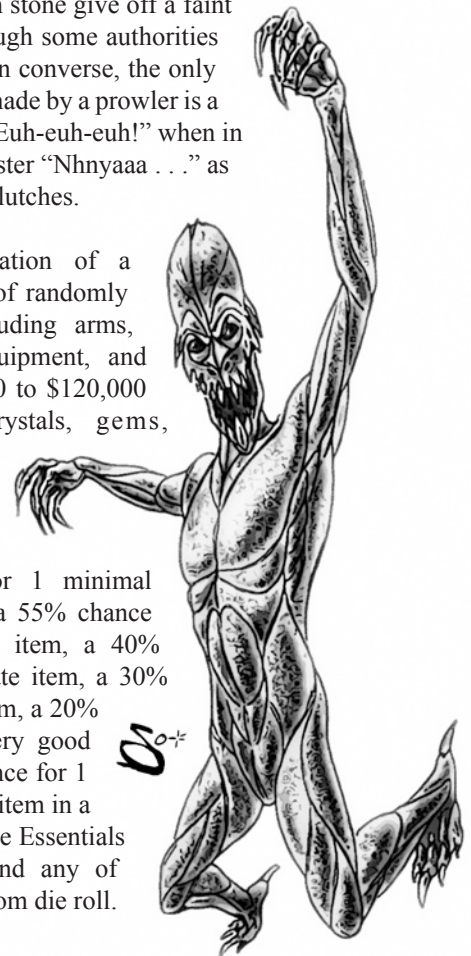 n stone give off a faint
ugh some authorities
n converse, the only
nade by a prowler is a
Euh-euh-euh!” when in
ster “Nhnyaaa . . .” as
lutches.
ation of a
of randomly
uding arms,
uipment, and
0 to $120,000
rystals, gems,
or 1 minimal
a 55% chance
item, a 40%
te item, a 30%
m, a 20%
ery good
nce for 1
item in a
e Essentials
nd any of
om die roll.